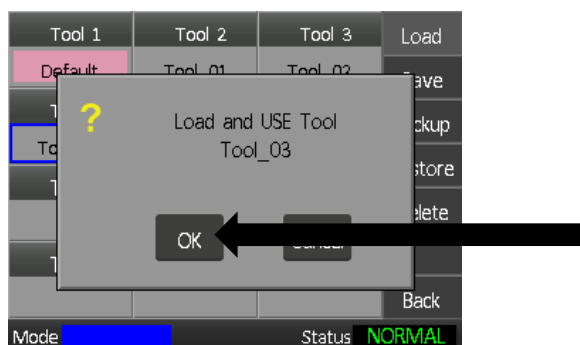 Tool 1 Tool 2 Tool 3 Load
Default Tool_01 Tool_02
? Load and USE Tool
Tool_03
OK
Back
Mode Status NORMAL